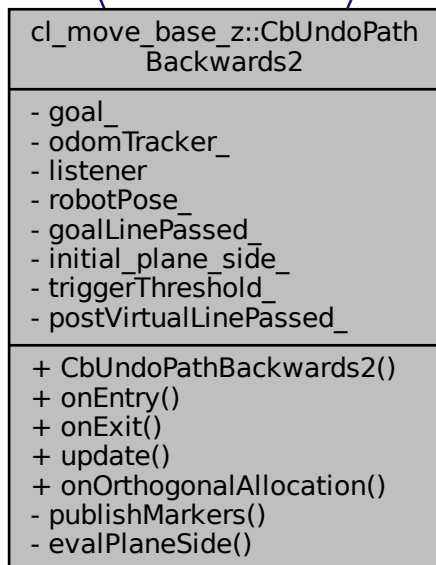 cl_move_base_z::CbUndoPath
Backwards2
- goal_
- odomTracker_
- listener
- robotPose_
- goalLinePassed_
- initial_plane_side_
- triggerThreshold_
- postVirtualLinePassed_
+ CbUndoPathBackwards2()
+ onEntry()
+ onExit()
+ update()
+ onOrthogonalAllocation()
- publishMarkers()
- evalPlaneSide()